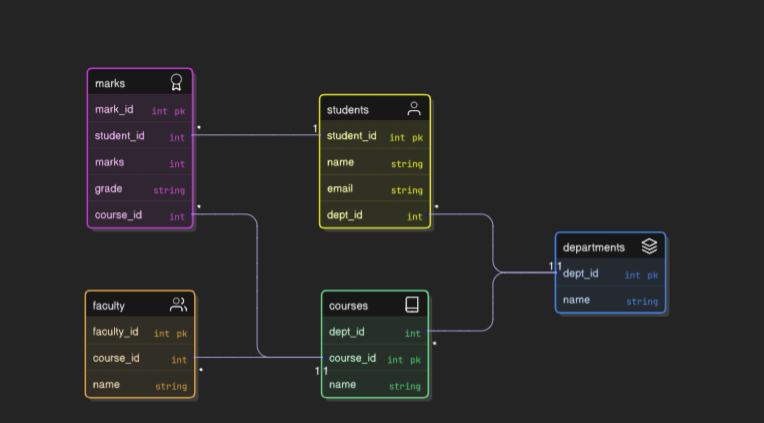 marks
mark_id int pk
student_id int
marks int
grade string
course_id int
*
*
students
student_id int pk
name string
email string
dept_id int
1
*
departments
dept_id int pk
name string
1 1
faculty
faculty_id int pk
course_id int
name string
*
courses
dept_id int
course_id int pk
name string
*
1 1